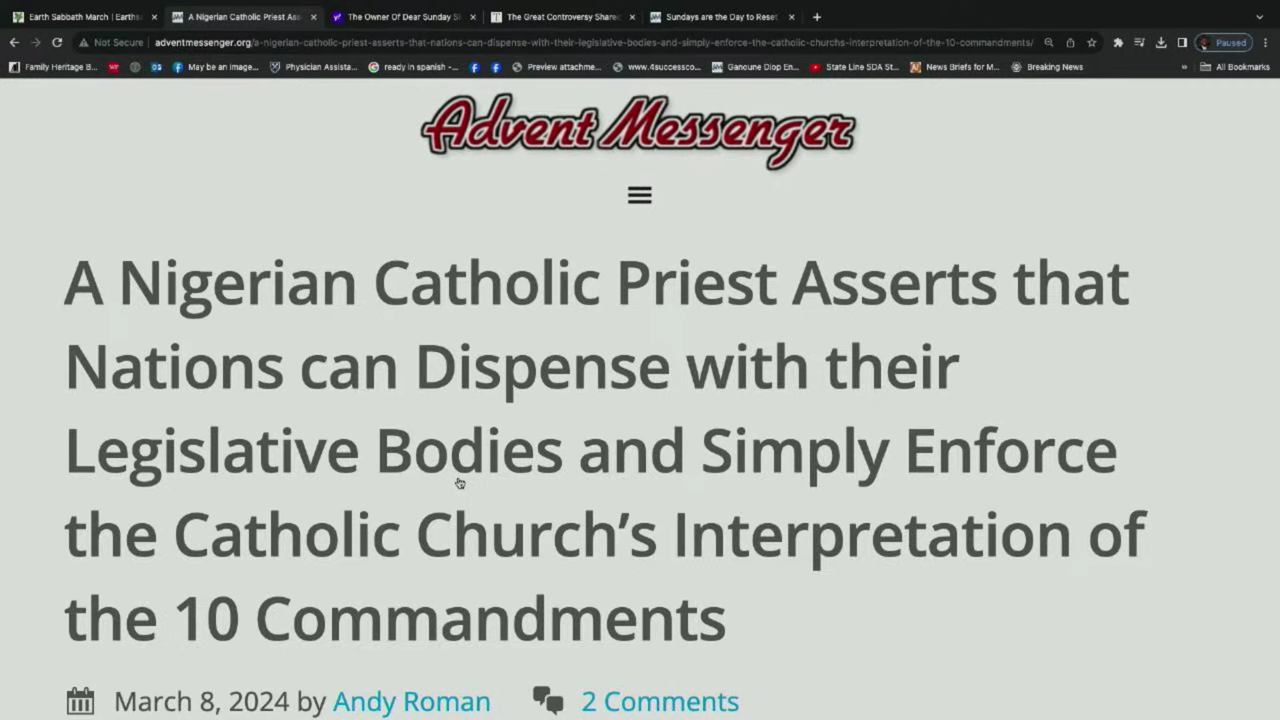 Earth Sabbath March | Earths
A Nigerian Catholic Priest Ass
The Owner Of Dear Sunday S
The Great Controversy Share
Sundays are the Day to Reset
Not Secure
adventmessenger.org/a-nigerian-catholic-priest-asserts-that-nations-can-dispense-with-their-legislative-bodies-and-simply-enforce-the-catholic-churchs-interpretation-of-the-10-commandments/
Paused
Family Heritage B...
May be an image...
Physician Assista...
ready in spanish -...
Preview attachme...
www.4successco...
Ganoune Diop En...
State Line SDA St...
News Briefs for M...
Breaking News
»
All Bookmarks
Advent Messenger
A Nigerian Catholic Priest Asserts that
Nations can Dispense with their
Legislative Bodies and Simply Enforce
the Catholic Church’s Interpretation of
the 10 Commandments
March 8, 2024 by Andy Roman
2 Comments